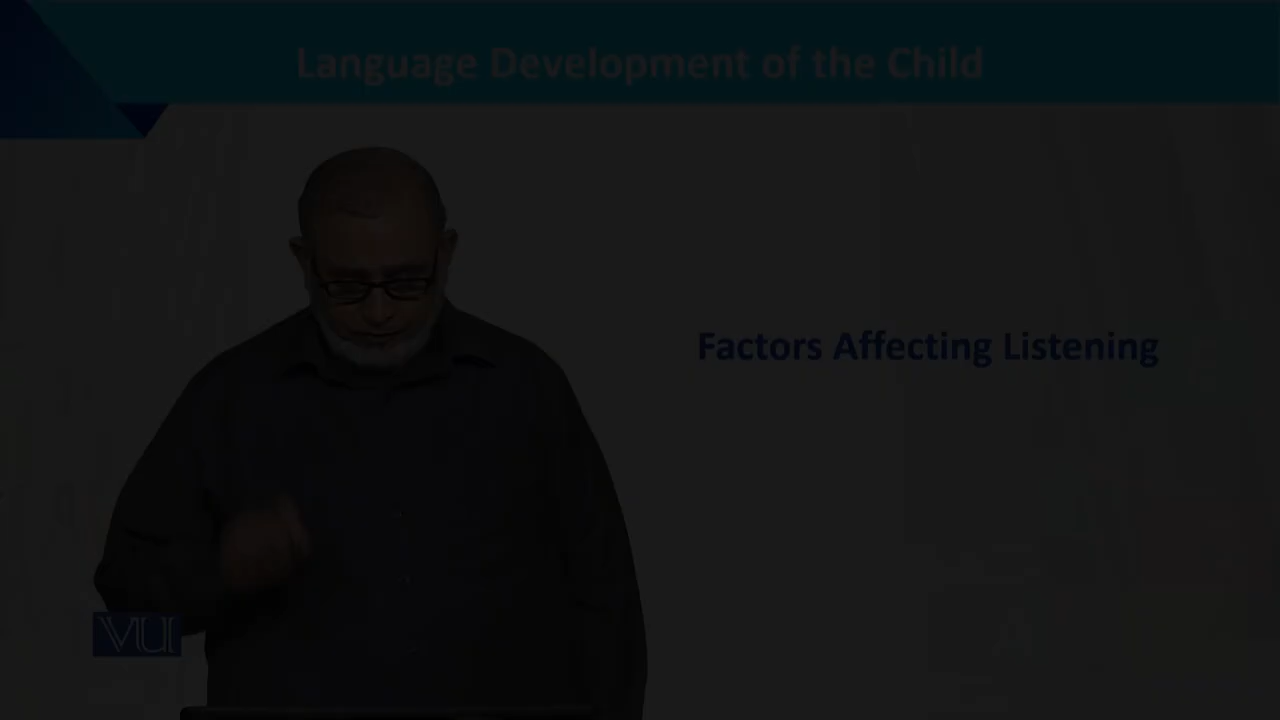 Language Development of the Child
Factors Affecting Listening
VU